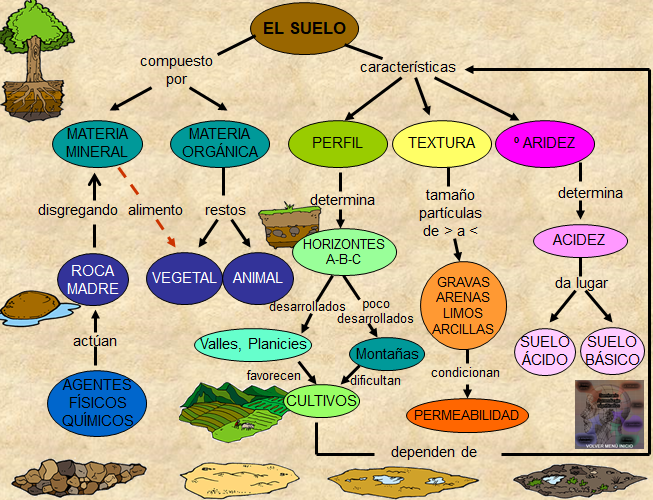 EL SUELO
compuesto
por
características
MATERIA
MINERAL
MATERIA
ORGÁNICA
PERFIL
TEXTURA
º ARIDEZ
disgregando
alimento
restos
determina
tamaño
partículas
de > a <
determina
HORIZONTES
A-B-C
ACIDEZ
ROCA
MADRE
VEGETAL
ANIMAL
GRAVAS
ARENAS
LIMOS
ARCILLAS
da lugar
desarrollados
poco
desarrollados
actúan
Valles, Planicies
Montañas
SUELO
ÁCIDO
SUELO
BÁSICO
favorecen
dificultan
condicionan
AGENTES
FÍSICOS
QUÍMICOS
CULTIVOS
PERMEABILIDAD
VOLVER MENÚ INICIO
depende de